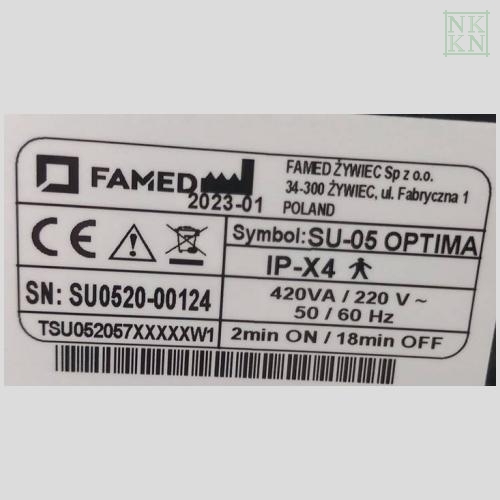 NK
KN
FAMED
2023-01
FAMED ŻYWIEC Sp z o.o.
34-300 ŻYWIEC, ul. Fabryczna 1
POLAND
CE
Symbol:SU-05 OPTIMA
IP-X4
SN: SU0520-00124
420VA / 220 V ~
50 / 60 Hz
TSU052057XXXXXW1
2min ON / 18min OFF